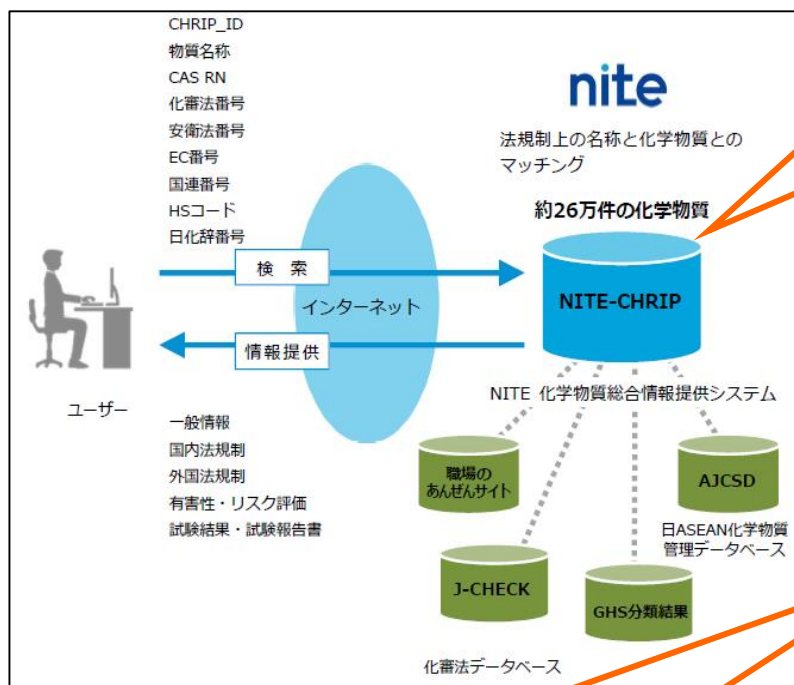 CHRIP_ID
物質名称
CAS RN
化審法番号
安衛法番号
EC番号
国連番号
HSコード
日化辞番号
nite
法規制上の名称と化学物質との
マッチング
約26万件の化学物質
検 索
インターネット
NITE-CHRIP
情報提供
ユーザー
NITE 化学物質総合情報提供システム
一般情報
国内法規制
外国法規制
有害性・リスク評価
試験結果・試験報告書
職場の
あんぜんサイト
AJCSD
日ASEAN化学物質
管理データベース
J-CHECK
GHS分類結果
化審法データベース